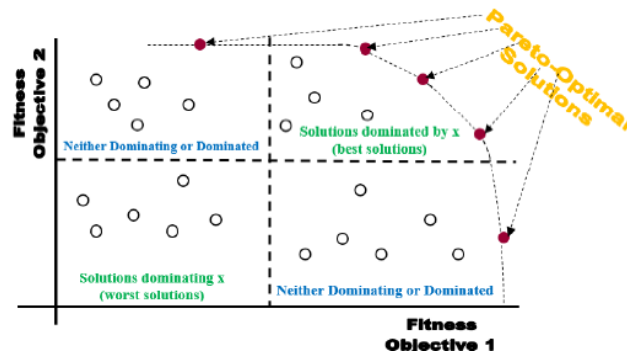 Pareto-Optimal
Solutions
Fitness
Objective 2
Neither Dominating or Dominated
Solutions dominated by x
(best solutions)
Solutions dominating x
(worst solutions)
Neither Dominating or Dominated
Fitness
Objective 1